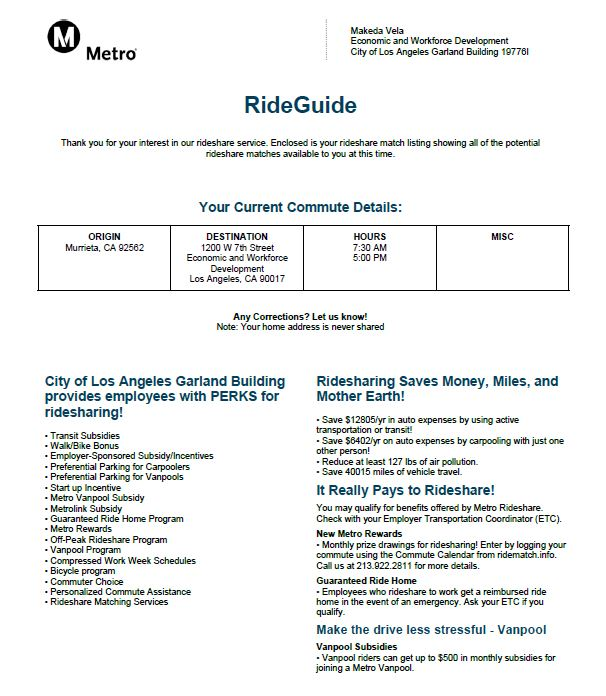 M
Metro
Makeda Vela
Economic and Workforce Development
City of Los Angeles Garland Building 19776I
RideGuide
Thank you for your interest in our rideshare service. Enclosed is your rideshare match listing showing all of the potential
rideshare matches available to you at this time.
Your Current Commute Details:
ORIGIN
Murrieta, CA 92562
DESTINATION
1200 W 7th Street
Economic and Workforce
Development
Los Angeles, CA 90017
HOURS
7:30 AM
5:00 PM
MISC
Any Corrections? Let us know!
Note: Your home address is never shared
City of Los Angeles Garland Building
provides employees with PERKS for
ridesharing!
• Transit Subsidies
• Walk/Bike Bonus
• Employer-Sponsored Subsidy/Incentives
• Preferential Parking for Carpoolers
• Preferential Parking for Vanpools
• Start up Incentive
• Metro Vanpool Subsidy
• Metrolink Subsidy
• Guaranteed Ride Home Program
• Metro Rewards
• Off-Peak Rideshare Program
• Vanpool Program
• Compressed Work Week Schedules
• Bicycle program
• Commuter Choice
• Personalized Commute Assistance
• Rideshare Matching Services
Ridesharing Saves Money, Miles, and
Mother Earth!
• Save $12805/yr in auto expenses by using active
transportation or transit!
• Save $6402/yr on auto expenses by carpooling with just one
other person!
• Reduce at least 127 lbs of air pollution.
• Save 40015 miles of vehicle travel.
It Really Pays to Rideshare!
You may qualify for benefits offered by Metro Rideshare.
Check with your Employer Transportation Coordinator (ETC).
New Metro Rewards
• Monthly prize drawings for ridesharing! Enter by logging your
commute using the Commute Calendar from ridematch.info.
Call us at 213.922.2811 for more details.
Guaranteed Ride Home
• Employees who rideshare to work get a reimbursed ride
home in the event of an emergency. Ask your ETC if you
qualify.
Make the drive less stressful - Vanpool
Vanpool Subsidies
• Vanpool riders can get up to $500 in monthly subsidies for
joining a Metro Vanpool.